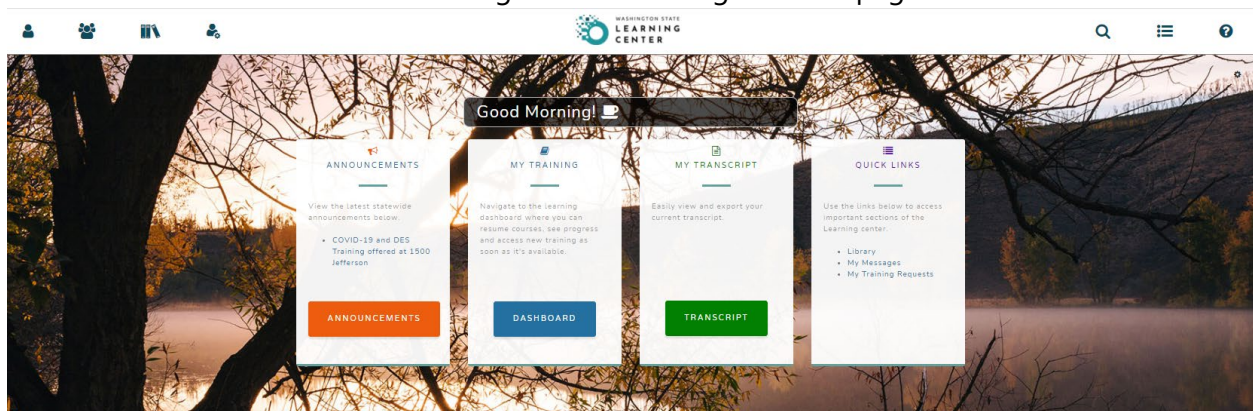 WASHINGTON STATE
LEARNING
CENTER
Good Morning!
ANNOUNCEMENTS
View the latest statewide
announcements below.
• COVID-19 and DES
Training offered at 1500
Jefferson
ANNOUNCEMENTS
MY TRAINING
Navigate to the learning
dashboard where you can
resume courses, see progress
and access new training as
soon as it's available.
DASHBOARD
MY TRANSCRIPT
Easily view and export your
current transcript.
TRANSCRIPT
QUICK LINKS
Use the links below to access
important sections of the
Learning center.
• Library
• My Messages
• My Training Requests